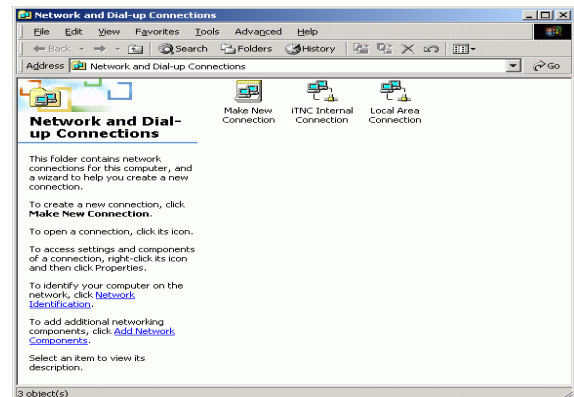 Network and Dial-up Connections
File Edit View Favorites Tools Advanced Help
Back Search Folders History
Address Network and Dial-up Connections Go
Network and Dial-
up Connections
This folder contains network
connections for this computer, and
a wizard to help you create a new
connection.
To create a new connection, click
Make New Connection.
To open a connection, click its icon.
To access settings and components
of a connection, right-click its icon
and then click Properties.
To identify your computer on the
network, click Network
Identification.
To add additional networking
components, click Add Network
Components.
Select an item to view its
description.
Make New
Connection
iTNC Internal
Connection
Local Area
Connection
3 object(s)